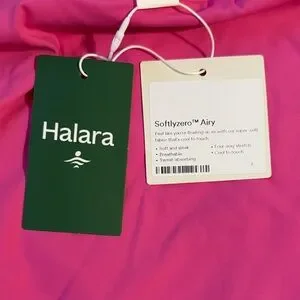 Halara
Softlyzero™ Airy
Feel like you're floating on air with our super-soft
fabric that's cool to touch.
• Soft and sleek
• Four-way stretch
• Breathable
• Cool to touch
• Sweat-absorbing